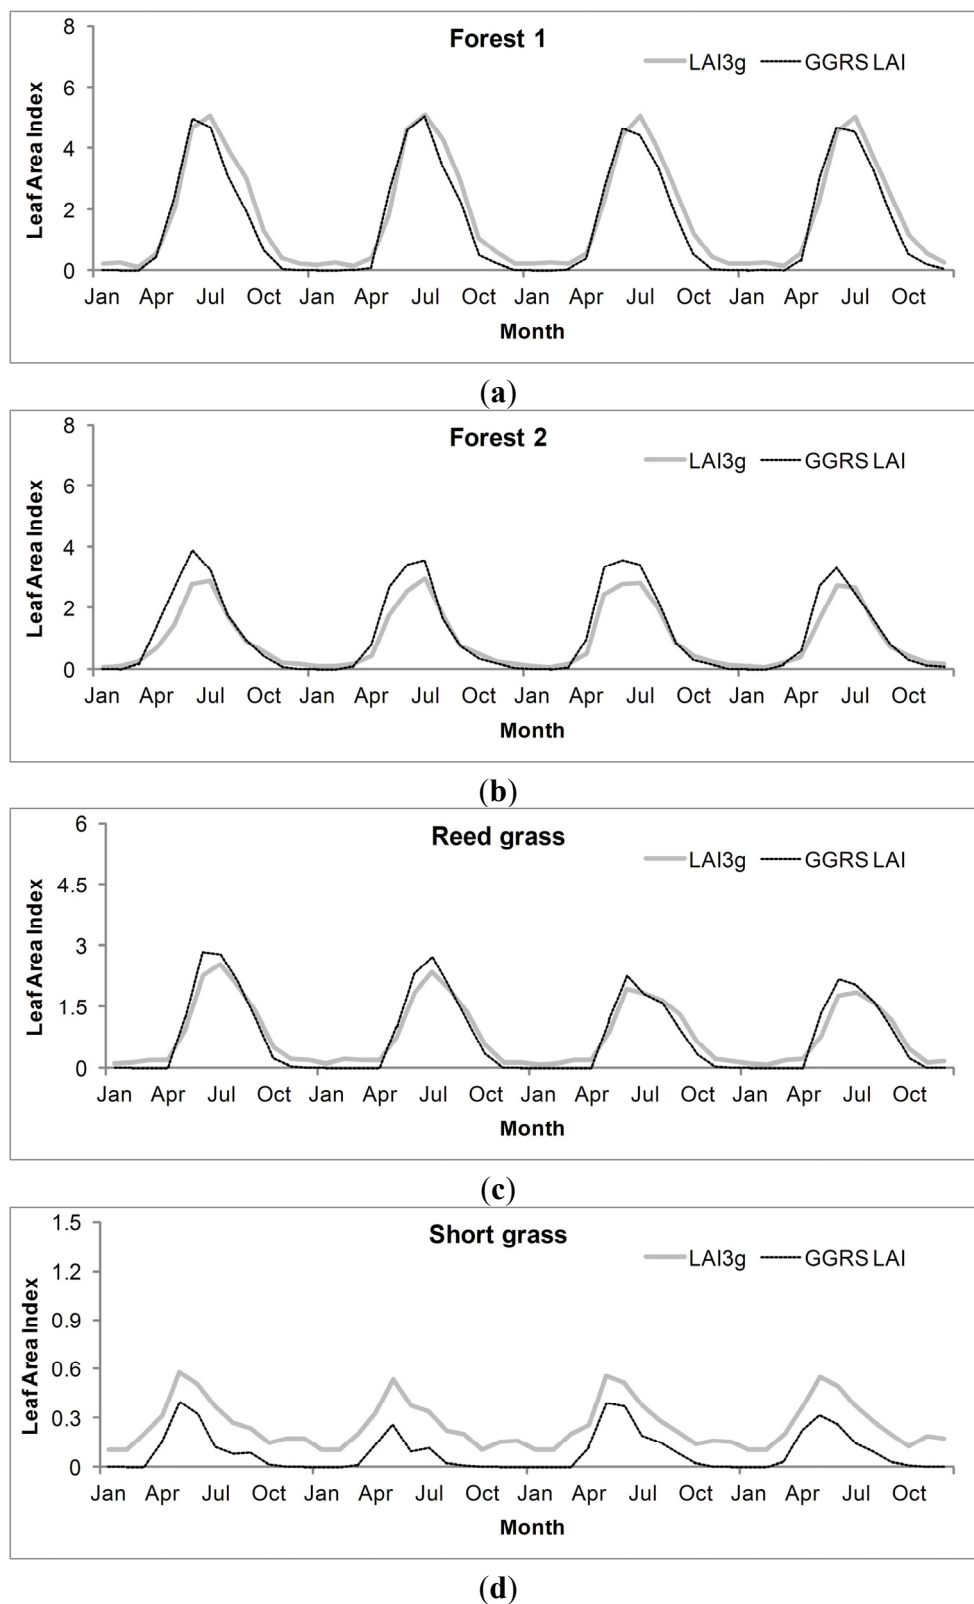 Forest 1
LAI3g GGRS LAI
Leaf Area Index
8
6
4
2
0
Jan Apr Jul Oct Jan Apr Jul Oct Jan Apr Jul Oct Jan Apr Jul Oct
Month
(a)
Forest 2
LAI3g GGRS LAI
Leaf Area Index
8
6
4
2
0
Jan Apr Jul Oct Jan Apr Jul Oct Jan Apr Jul Oct Jan Apr Jul Oct
Month
(b)
Reed grass
LAI3g GGRS LAI
Leaf Area Index
6
4.5
3
1.5
0
Jan Apr Jul Oct Jan Apr Jul Oct Jan Apr Jul Oct Jan Apr Jul Oct
Month
(c)
Short grass
LAI3g GGRS LAI
Leaf Area Index
1.5
1.2
0.9
0.6
0.3
0
Jan Apr Jul Oct Jan Apr Jul Oct Jan Apr Jul Oct Jan Apr Jul Oct
Month
(d)